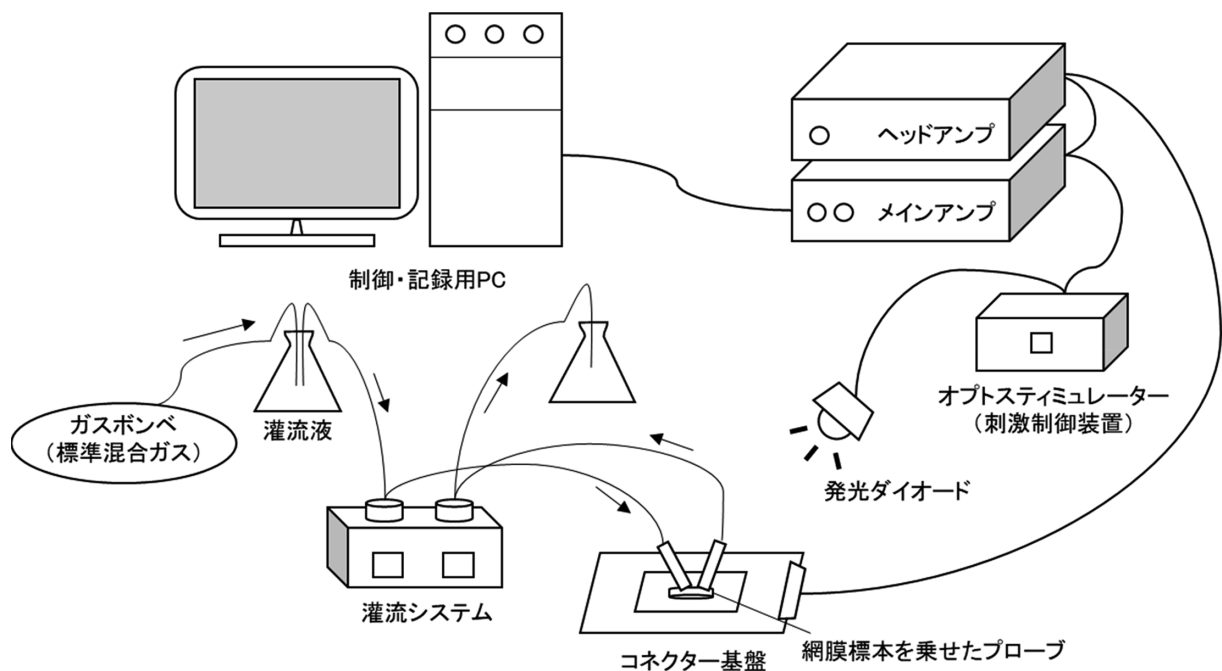 ヘッドアンプ
メインアンプ
制御・記録用PC
ガスボンベ
（標準混合ガス）
灌流液
オプトスティミュレーター
（刺激制御装置）
発光ダイオード
灌流システム
網膜標本を乗せたプローブ
コネクター基盤